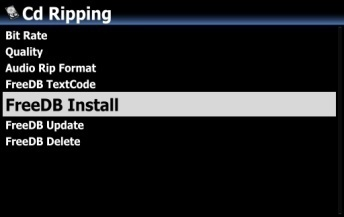 Cd Ripping
Bit Rate
Quality
Audio Rip Format
FreeDB TextCode
FreeDB Install
FreeDB Update
FreeDB Delete